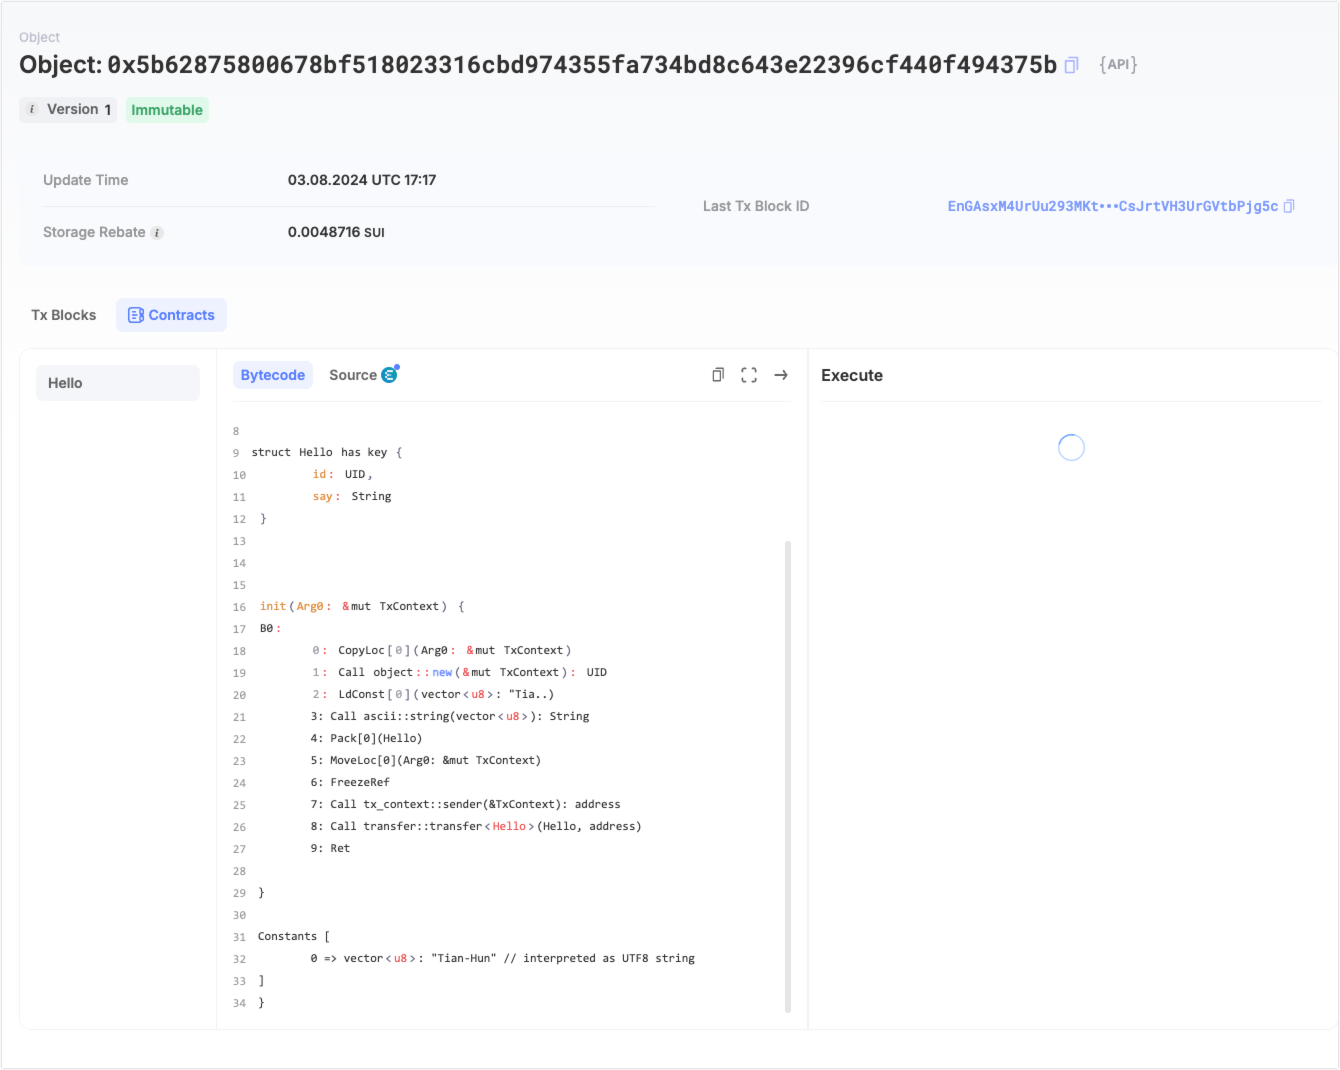 Object
Object: 0x5b62875800678bf518023316cbd974355fa734bd8c643e22396cf440f494375b {API}
i Version 1 Immutable
Update Time 03.08.2024 UTC 17:17
Last Tx Block ID EnGAsxM4UrUu293MKt•••CsJrtVH3UrGVtbPjg5c
Storage Rebate i 0.0048716 SUI
Tx Blocks Contracts
Hello
Bytecode Source
Execute
8
9 struct Hello has key {
10 id: UID,
11 say: String
12 }
13
14
15
16 init(Arg0: &mut TxContext) {
17 B0:
18 0: CopyLoc[0](Arg0: &mut TxContext)
19 1: Call object::new(&mut TxContext): UID
20 2: LdConst[0](vector<u8>: "Tia..)
21 3: Call ascii::string(vector<u8>): String
22 4: Pack[0](Hello)
23 5: MoveLoc[0](Arg0: &mut TxContext)
24 6: FreezeRef
25 7: Call tx_context::sender(&TxContext): address
26 8: Call transfer::transfer<Hello>(Hello, address)
27 9: Ret
28
29 }
30
31 Constants [
32 0 => vector<u8>: "Tian-Hun" // interpreted as UTF8 string
33 ]
34 }